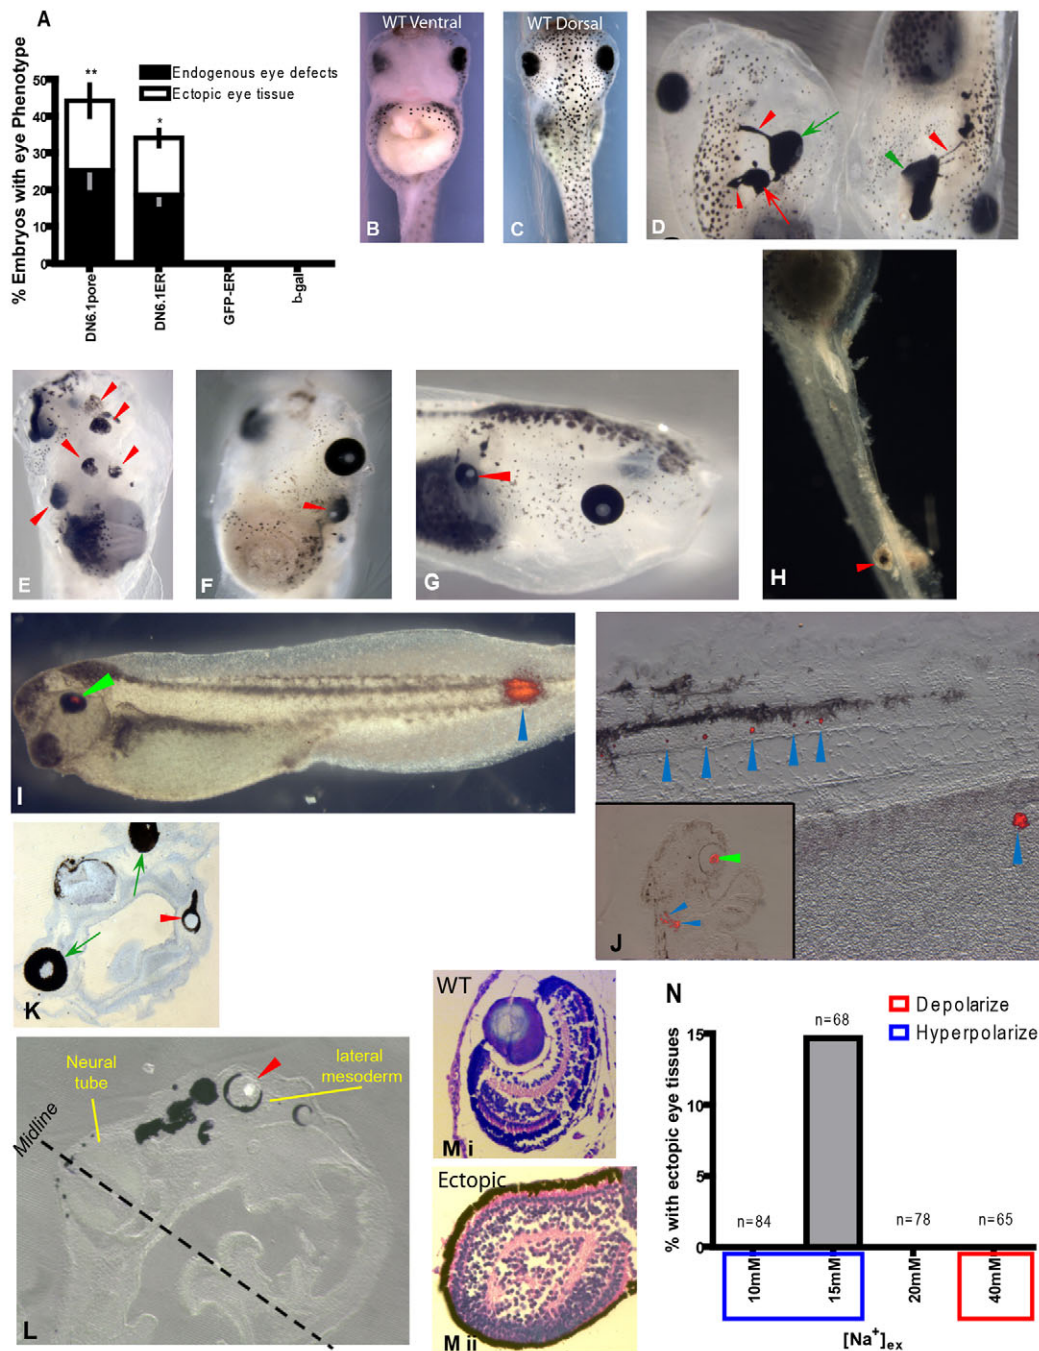 A
% Embryos with eye Phenotype
** 
*
Endogenous eye defects
Ectopic eye tissue
50
40
30
20
10
0
DN6.1pore
DN6.1ER
GFP-ER
b-gal
WT Ventral
B
WT Dorsal
C
D
E
F
G
H
I
J
K
Neural
tube
lateral
mesoderm
Midline
L
WT
M i
Ectopic
M ii
N
Depolarize
Hyperpolarize
% with ectopic eye tissues
15
10
5
0
n=84
n=68
n=78
n=65
10mM
15mM
20mM
40mM
[Na⁺]ₑₓ